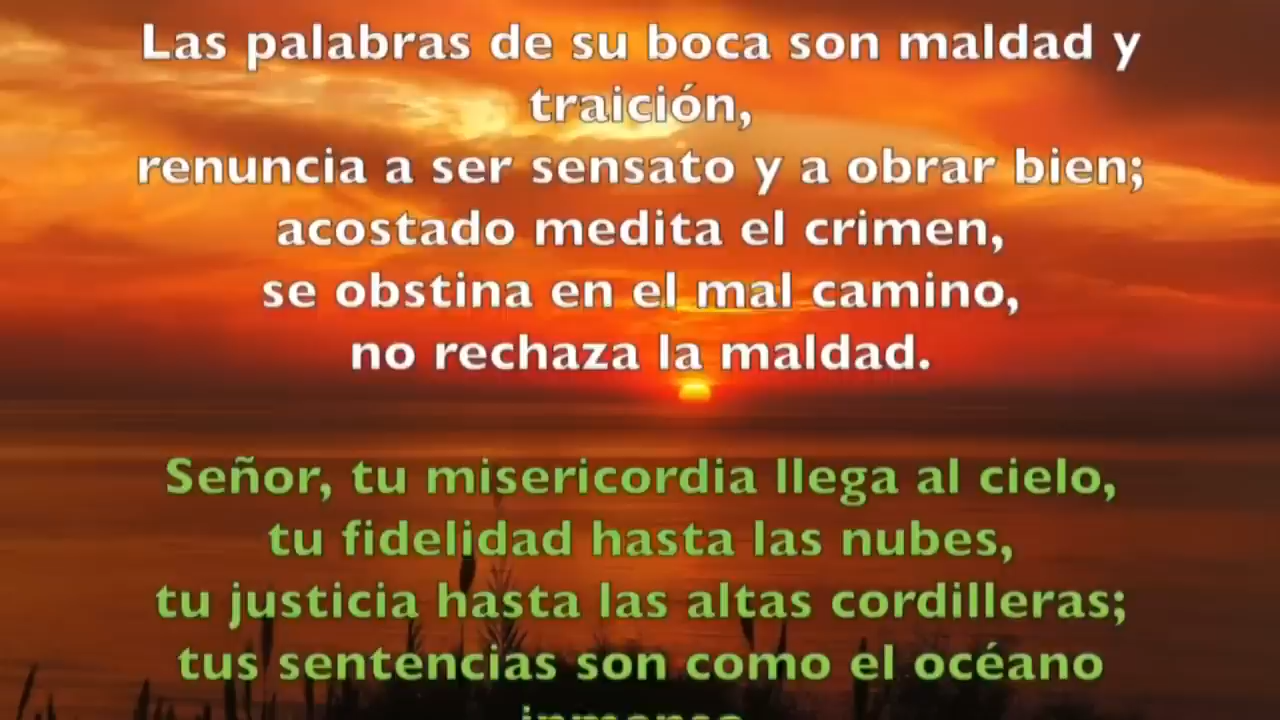 Las palabras de su boca son maldad y
traición,
renuncia a ser sensato y a obrar bien;
acostado medita el crimen,
se obstina en el mal camino,
no rechaza la maldad.
Señor, tu misericordia llega al cielo,
tu fidelidad hasta las nubes,
tu justicia hasta las altas cordilleras;
tus sentencias son como el océano